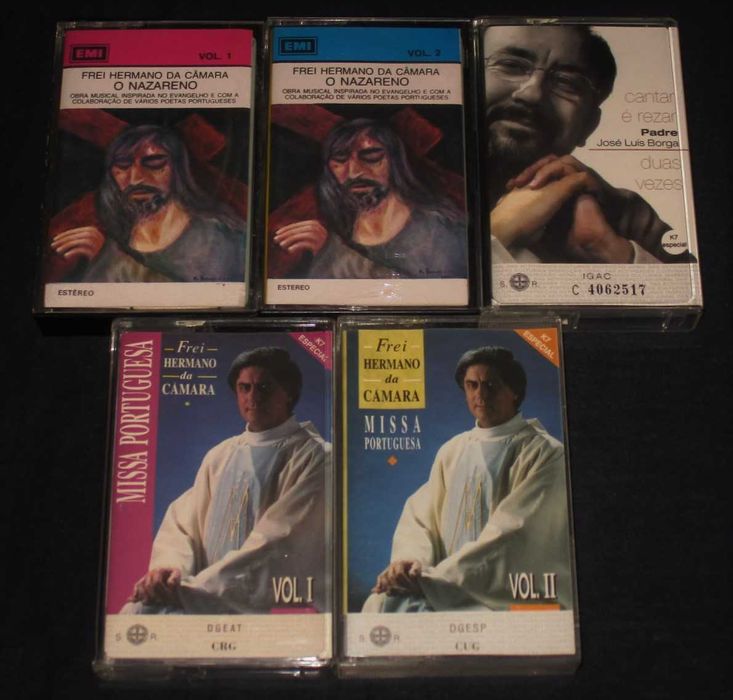 EMI
VOL. 1
FREI HERMANO DA CÂMARA
O NAZARENO
OBRA MUSICAL INSPIRADA NO EVANGELHO E COM A
COLABORAÇÃO DE VÁRIOS POETAS PORTUGUESES
ESTÉREO
EMI
VOL. 2
FREI HERMANO DA CÂMARA
O NAZARENO
OBRA MUSICAL INSPIRADA NO EVANGELHO E COM A
COLABORAÇÃO DE VÁRIOS POETAS PORTUGUESES
ESTEREO
cantar
é rezar
Padre
José Luís Borga
duas
vezes
K7
especial
IGAC
S. R.
C 4062517
MISSA PORTUGUESA
Frei
HERMANO
da
CÂMARA
K7
ESPECIAL
VOL. I
DGEAT
S. R.
CRG
Frei
HERMANO
da
CÂMARA
MISSA
PORTUGUESA
K7
ESPECIAL
VOL. II
DGESP
S. R.
CUG